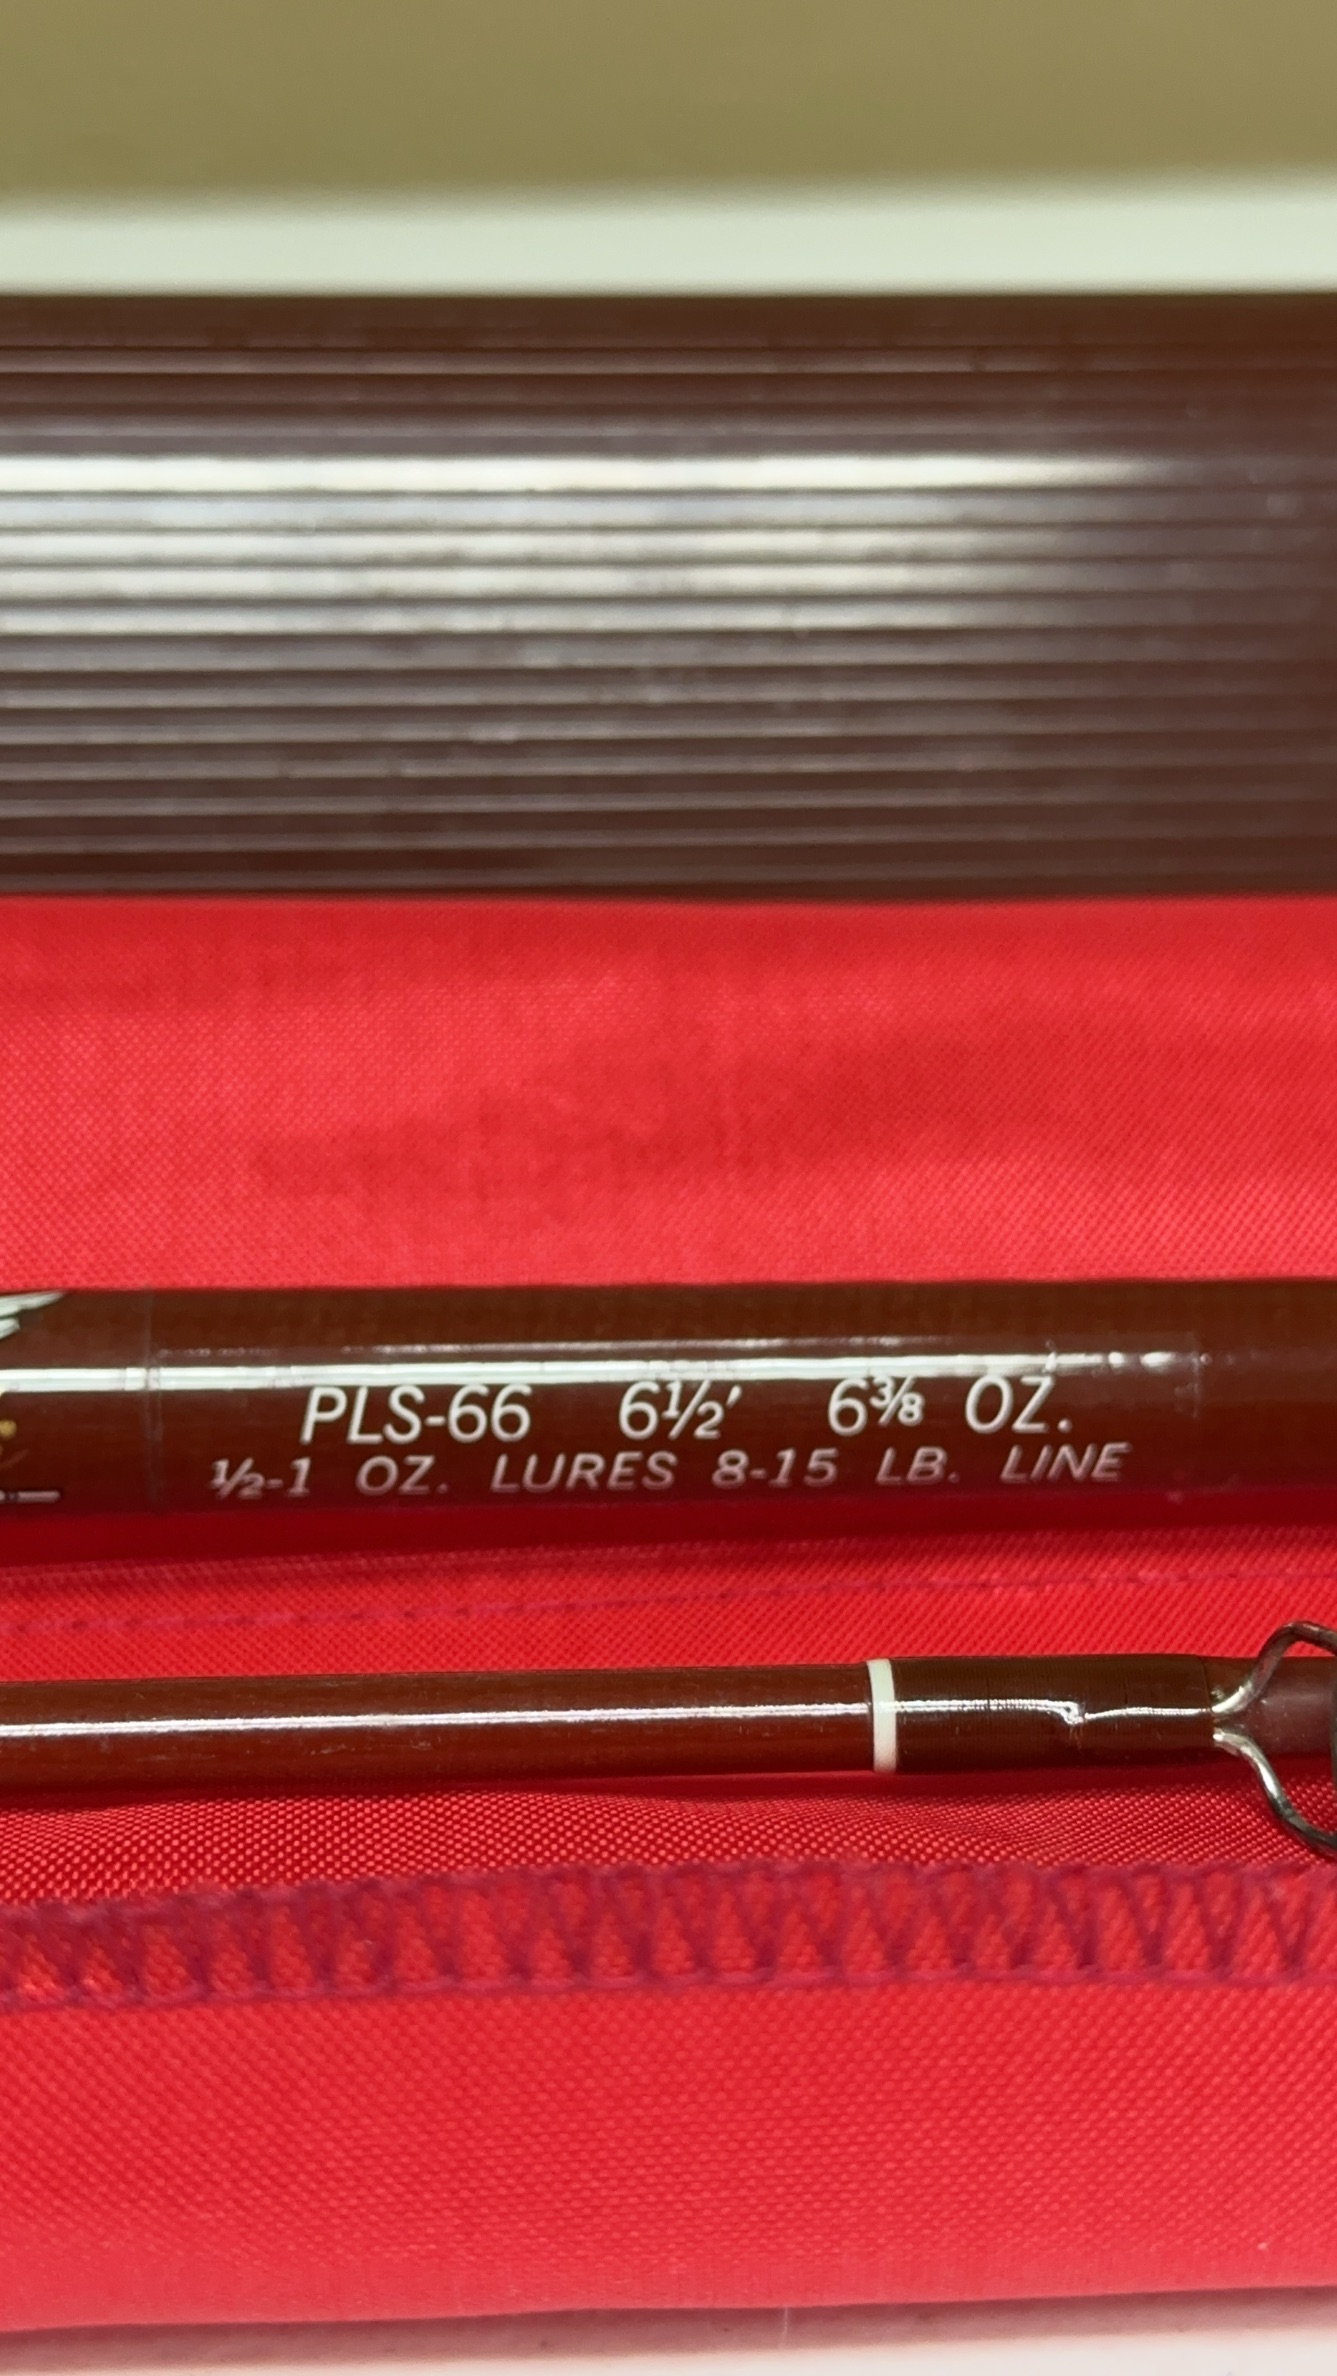 PLS-66 6½' 6⅜ OZ.
½-1 OZ. LURES 8-15 LB. LINE